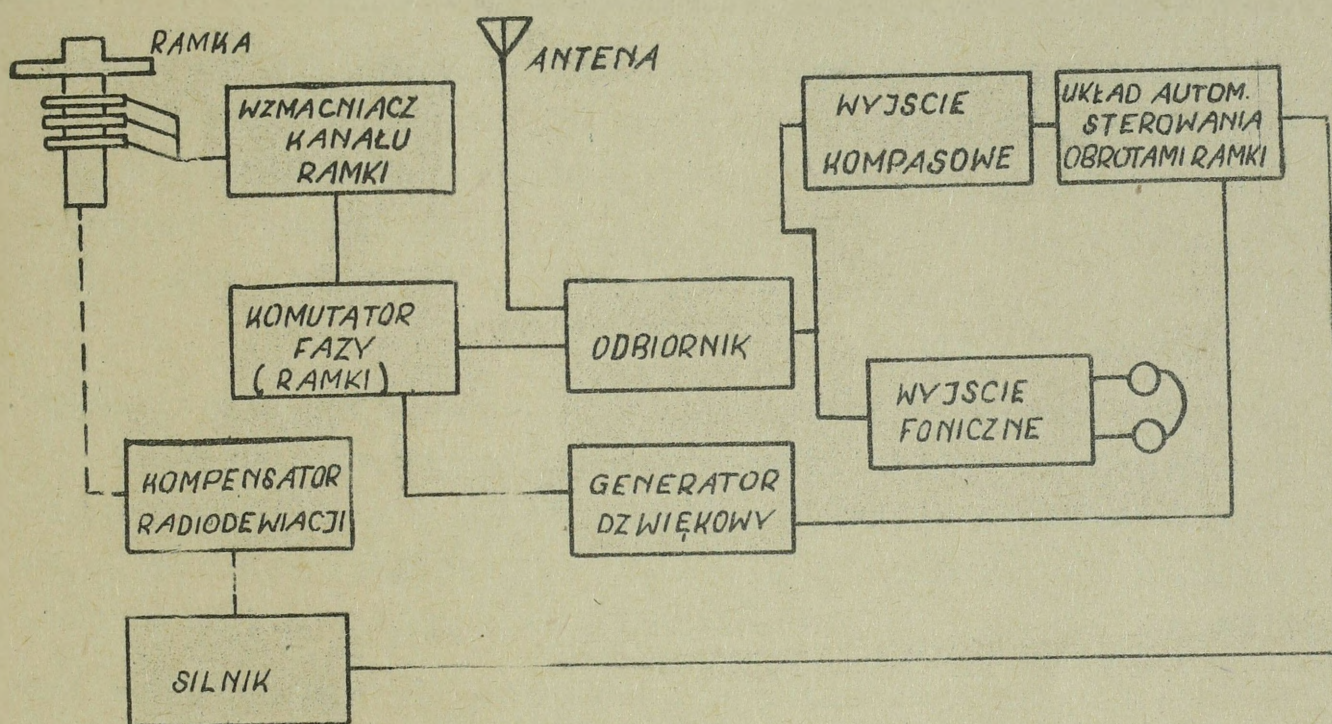 RAMKA
ANTENA
WZMACNIACZ
KANAŁU
RAMKI
WYJSCIE
KOMPASOWE
UKŁAD AUTOM.
STEROWANIA
OBROTAMI RAMKI
KOMUTATOR
FAZY
(RAMKI)
ODBIORNIK
WYJSCIE
FONICZNE
KOMPENSATOR
RADIODEWIACJI
GENERATOR
DZWIĘKOWY
SILNIK